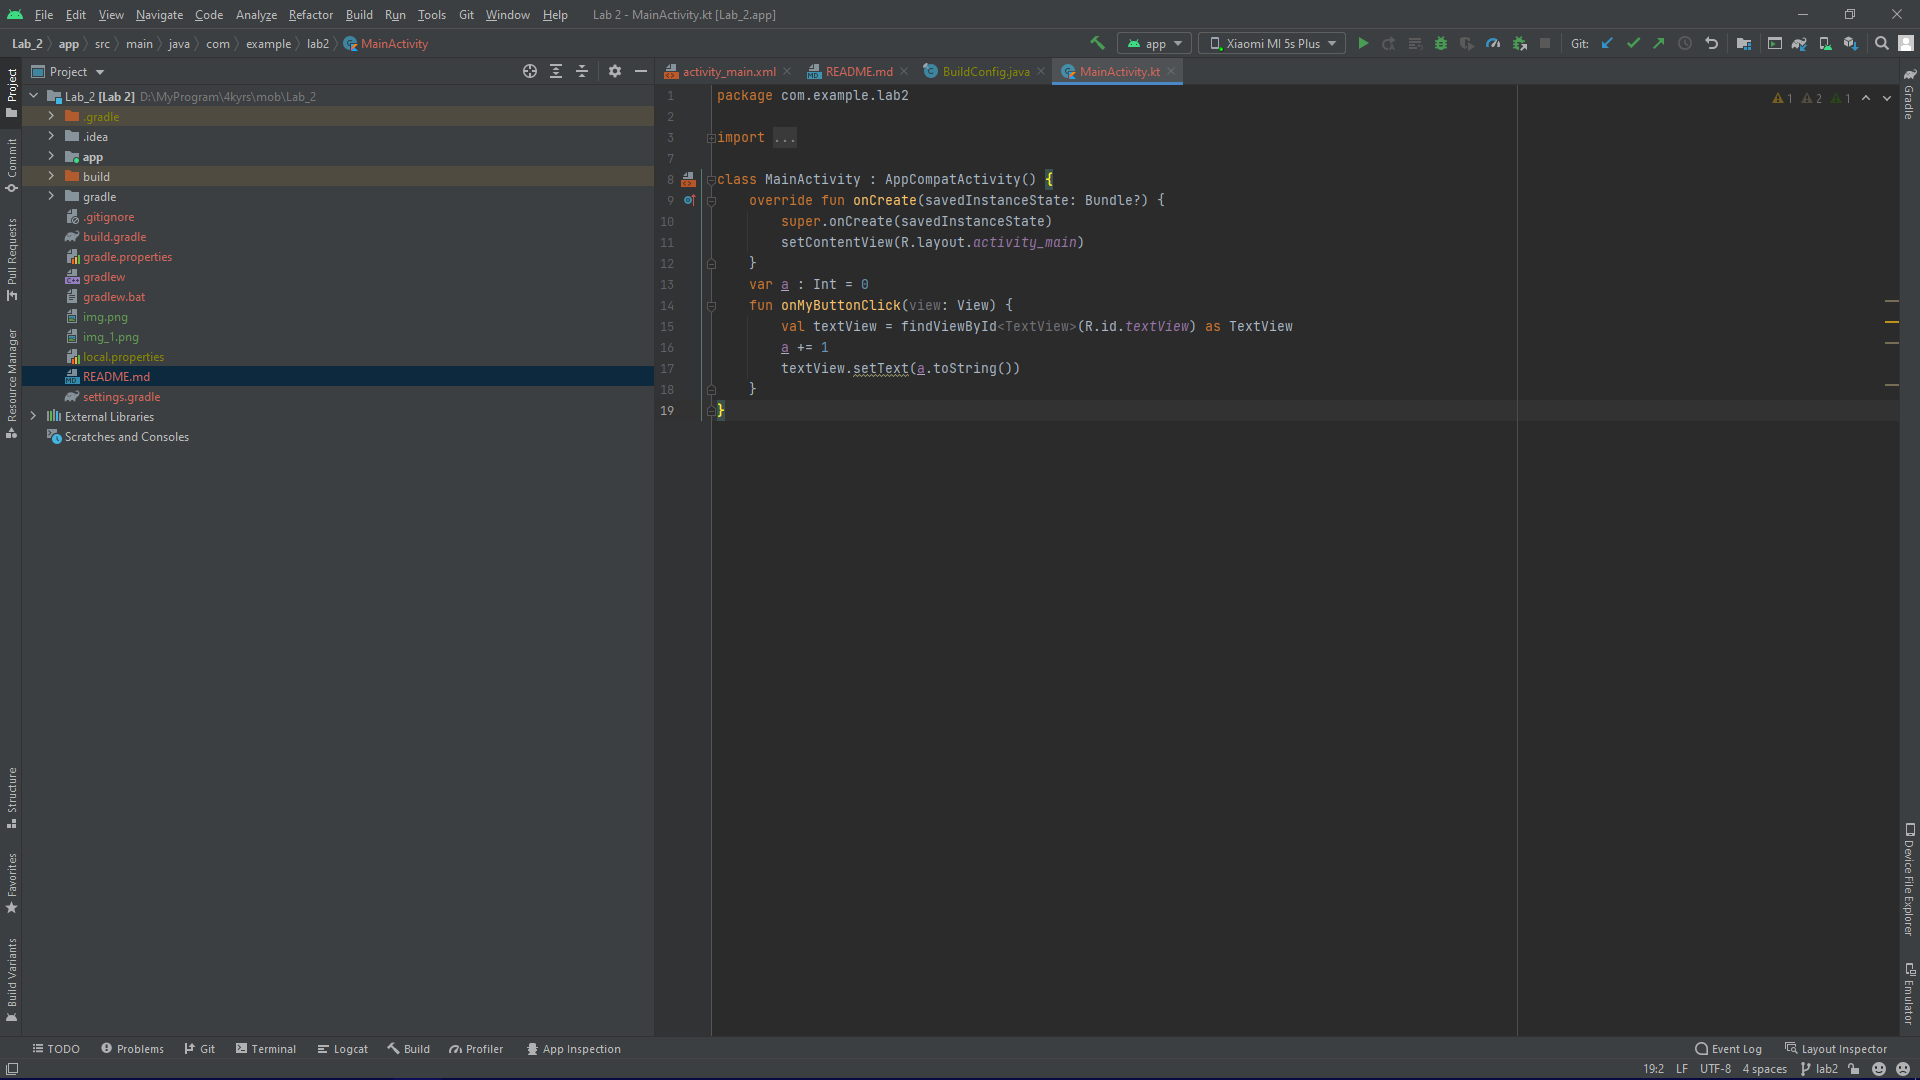 File Edit View Navigate Code Analyze Refactor Build Run Tools Git Window Help Lab 2 - MainActivity.kt [Lab_2.app]
Lab_2 app src main java com example lab2 MainActivity app Xiaomi MI 5s Plus Git:
Project
activity_main.xml README.md BuildConfig.java MainActivity.kt
Lab_2 [Lab 2] D:\MyProgram\4kyrs\mob\Lab_2
.gradle
.idea
app
build
gradle
.gitignore
build.gradle
gradle.properties
gradlew
gradlew.bat
img.png
img_1.png
local.properties
README.md
settings.gradle
External Libraries
Scratches and Consoles
1 package com.example.lab2
2
3 import ...
7
8 class MainActivity : AppCompatActivity() {
9 override fun onCreate(savedInstanceState: Bundle?) {
10 super.onCreate(savedInstanceState)
11 setContentView(R.layout.activity_main)
12 }
13 var a : Int = 0
14 fun onMyButtonClick(view: View) {
15 val textView = findViewById<TextView>(R.id.textView) as TextView
16 a += 1
17 textView.setText(a.toString())
18 }
19 }
1 2 1
Project
Commit
Pull Requests
Resource Manager
Structure
Favorites
Build Variants
Gradle
Device File Explorer
Emulator
TODO Problems Git Terminal Logcat Build Profiler App Inspection Event Log Layout Inspector
19:2 LF UTF-8 4 spaces lab2